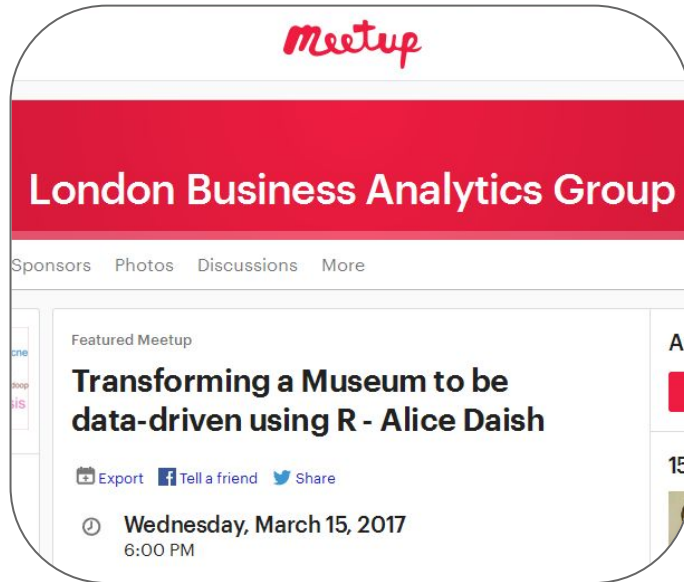 Meetup
London Business Analytics Group
Sponsors Photos Discussions More
Featured Meetup
Transforming a Museum to be
data-driven using R - Alice Daish
Export Tell a friend Share
Wednesday, March 15, 2017
6:00 PM